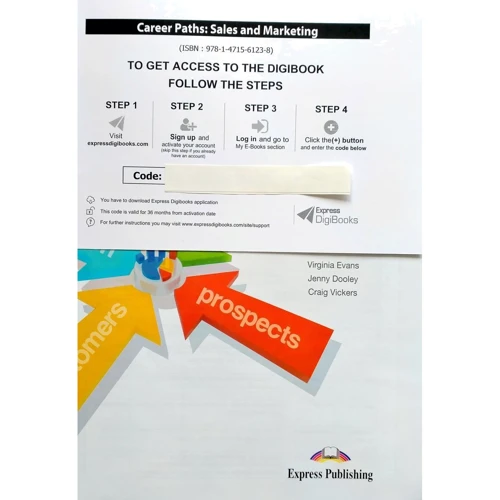 Career Paths: Sales and Marketing
(ISBN : 978-1-4715-6123-8)
TO GET ACCESS TO THE DIGIBOOK
FOLLOW THE STEPS
STEP 1
Visit
expressdigibooks.com
STEP 2
Sign up and
activate your account
(skip this step if you already
have an account)
STEP 3
Log in and go to
My E-Books section
STEP 4
Click the(+) button
and enter the code below
Code:
You have to download Express Digibooks application
This code is valid for 36 months from activation date
? For further instructions you may visit www.expressdigibooks.com/site/support
Express
DigiBooks
Virginia Evans
Jenny Dooley
Craig Vickers
prospects
omers
Express Publishing